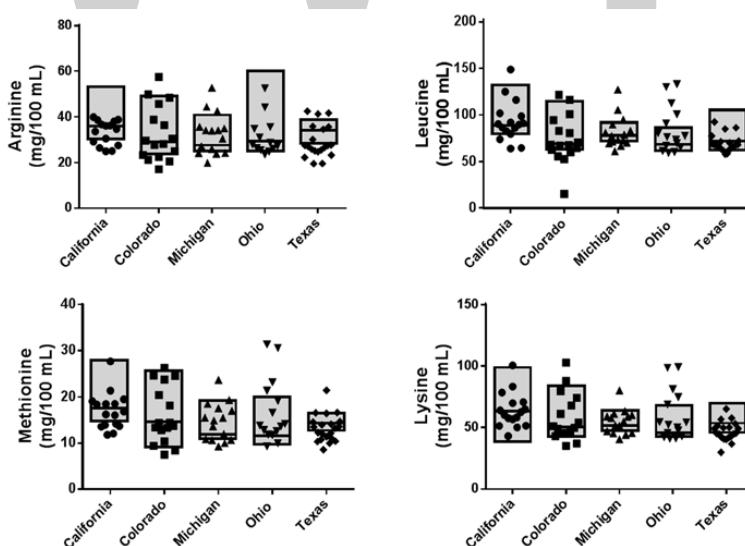 80
60
40
20
0
Arginine
(mg/100 mL)
California
Colorado
Michigan
Ohio
Texas
200
150
100
50
0
Leucine
(mg/100 mL)
California
Colorado
Michigan
Ohio
Texas
40
30
20
10
0
Methionine
(mg/100 mL)
California
Colorado
Michigan
Ohio
Texas
150
100
50
0
Lysine
(mg/100 mL)
California
Colorado
Michigan
Ohio
Texas